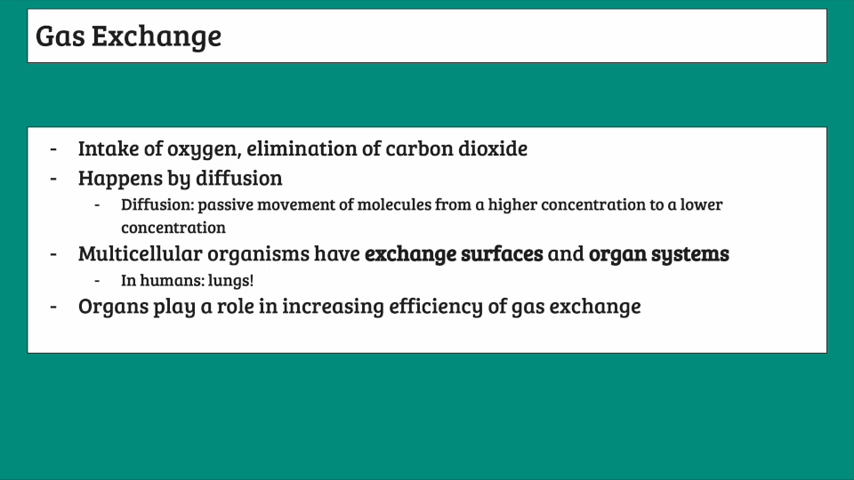 Gas Exchange
- Intake of oxygen, elimination of carbon dioxide
- Happens by diffusion
- Diffusion: passive movement of molecules from a higher concentration to a lower
concentration
- Multicellular organisms have exchange surfaces and organ systems
- In humans: lungs!
- Organs play a role in increasing efficiency of gas exchange